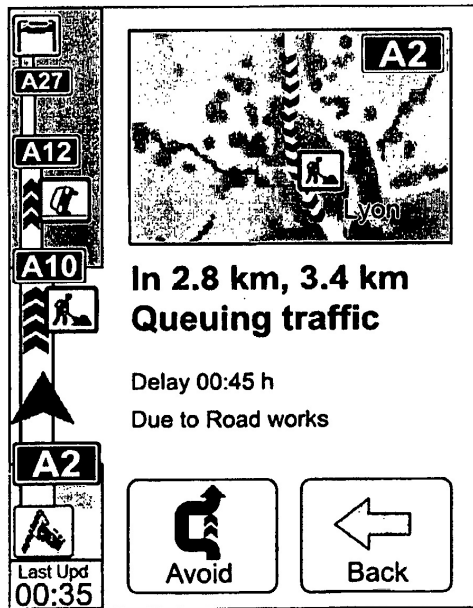 A27
A12
A10
A2
Last Upd
00:35
A2
Lyon
In 2.8 km, 3.4 km
Queuing traffic
Delay 00:45 h
Due to Road works
Avoid
Back